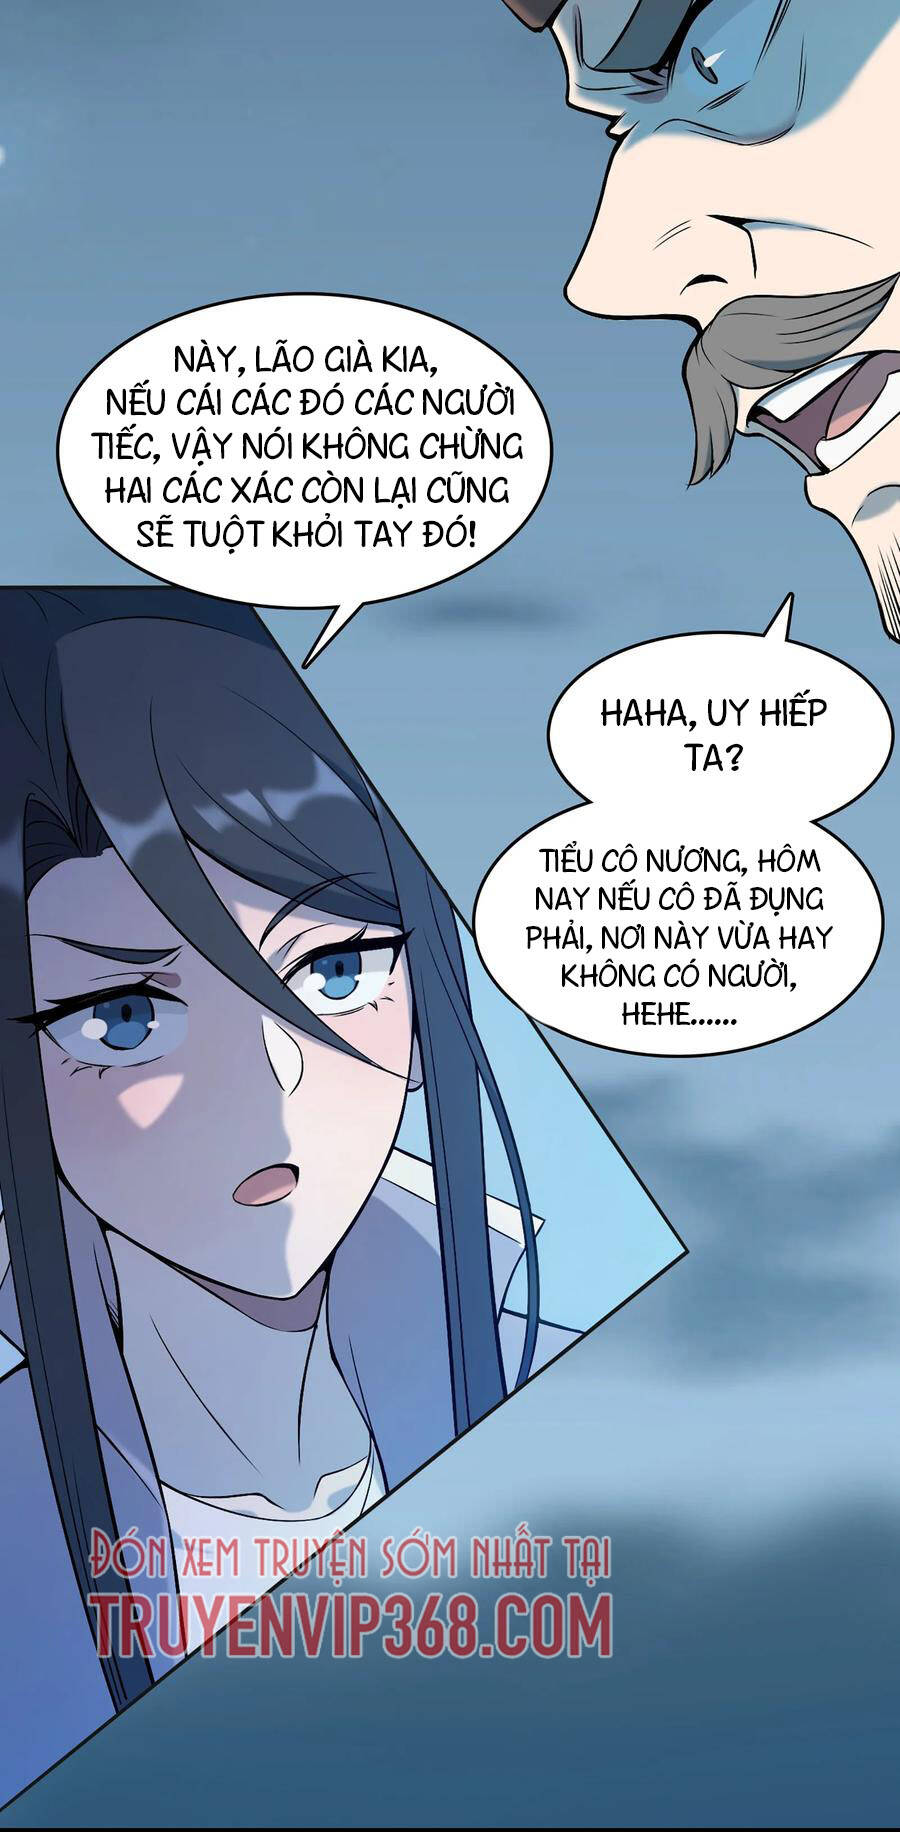 NÀY, LÃO GIÀ KIA,
NẾU CÁI CÁC ĐÓ CÁC NGƯỜI
TIẾC, VẬY NÓI KHÔNG CHỪNG
HAI CÁC XÁC CÒN LẠI CŨNG
SẼ TUỘT KHỎI TAY ĐÓ!
HAHA, UY HIẾP
TA?
TIỂU CÔ NƯƠNG, HÔM
NAY NẾU CÔ ĐÃ ĐỤNG
PHẢI, NƠI NÀY VỪA HAY
KHÔNG CÓ NGƯỜI,
HEHE......
ĐÓN XEM TRUYỆN SỚM NHẤT TẠI
TRUYENVIP368.COM